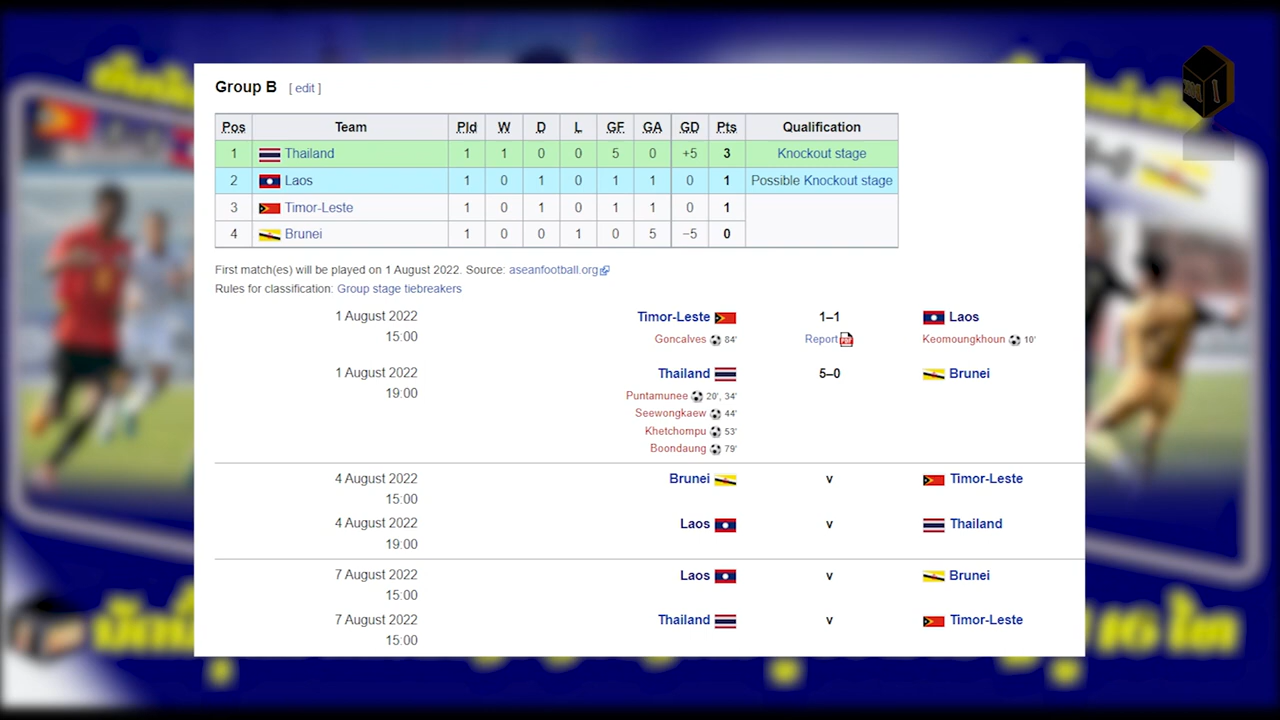 Group B [ edit ]
Pos Team Pld W D L GF GA GD Pts Qualification
1 Thailand 1 1 0 0 5 0 +5 3 Knockout stage
2 Laos 1 0 1 0 1 1 0 1 Possible Knockout stage
3 Timor-Leste 1 0 1 0 1 1 0 1
4 Brunei 1 0 0 1 0 5 −5 0
First match(es) will be played on 1 August 2022. Source: aseanfootball.org
Rules for classification: Group stage tiebreakers
1 August 2022 Timor-Leste 1–1 Laos
15:00 Goncalves 84' Report Keomoungkhoun 10'
1 August 2022 Thailand 5–0 Brunei
19:00
Puntamunee 20', 34'
Seewongkaew 44'
Khetchompu 53'
Boondaung 79'
4 August 2022 Brunei v Timor-Leste
15:00
4 August 2022 Laos v Thailand
19:00
7 August 2022 Laos v Brunei
15:00
7 August 2022 Thailand v Timor-Leste
15:00